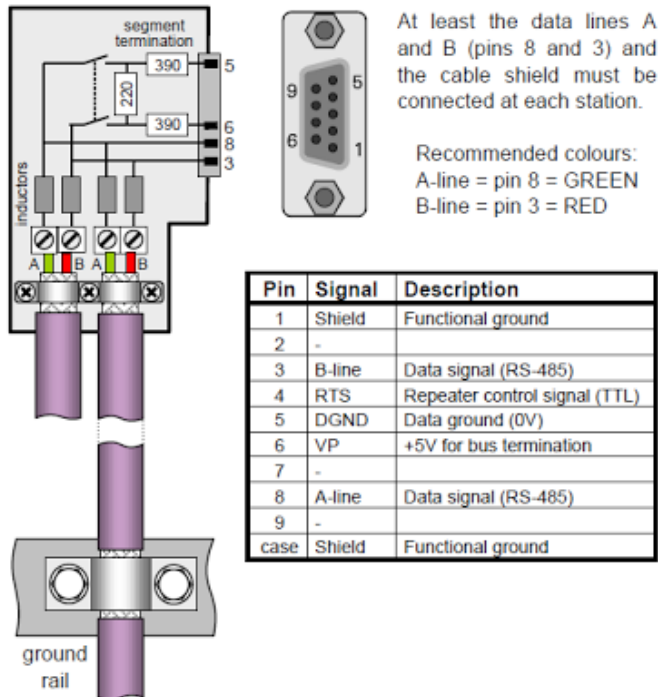 segment
termination
390
5
220
390
6
8
3
inductors
A
B
A
B
ground
rail
9
5
6
1
At least the data lines A
and B (pins 8 and 3) and
the cable shield must be
connected at each station.
Recommended colours:
A-line = pin 8 = GREEN
B-line = pin 3 = RED
Pin Signal Description
1 Shield Functional ground
2 -
3 B-line Data signal (RS-485)
4 RTS Repeater control signal (TTL)
5 DGND Data ground (0V)
6 VP +5V for bus termination
7 -
8 A-line Data signal (RS-485)
9 -
case Shield Functional ground